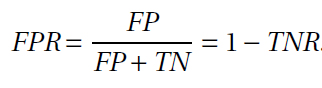 FPR = FP / (FP + TN) = 1 − TNR.